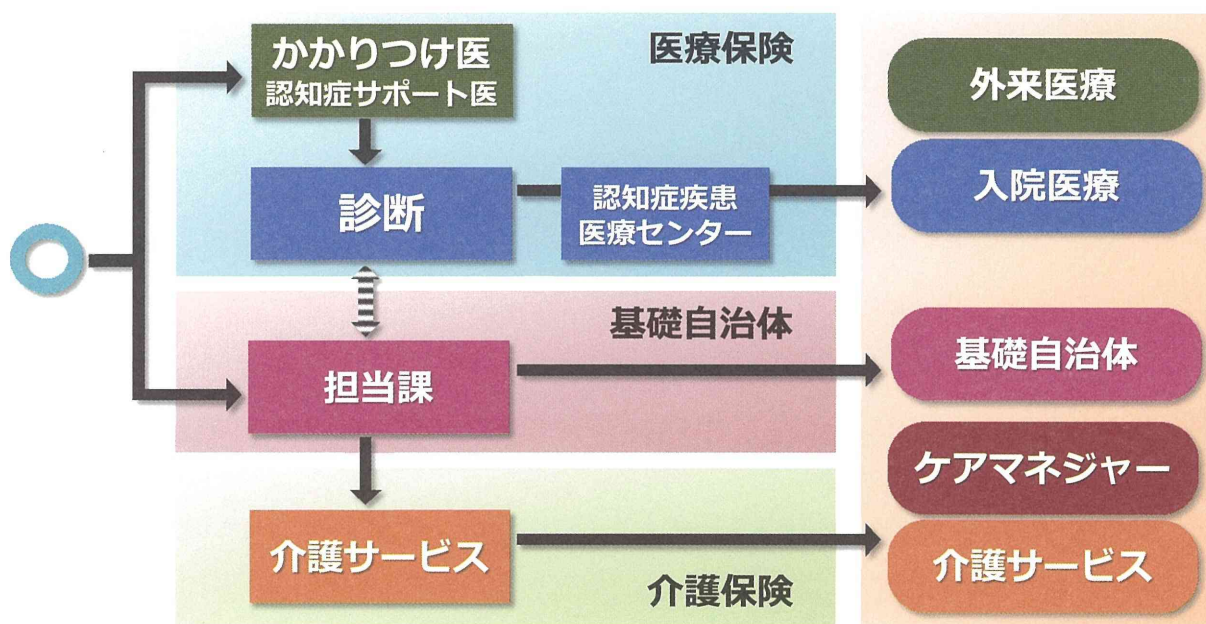 かかりつけ医
認知症サポート医
医療保険
診断
認知症疾患
医療センター
基礎自治体
担当課
介護サービス
介護保険
外来医療
入院医療
基礎自治体
ケアマネジャー
介護サービス